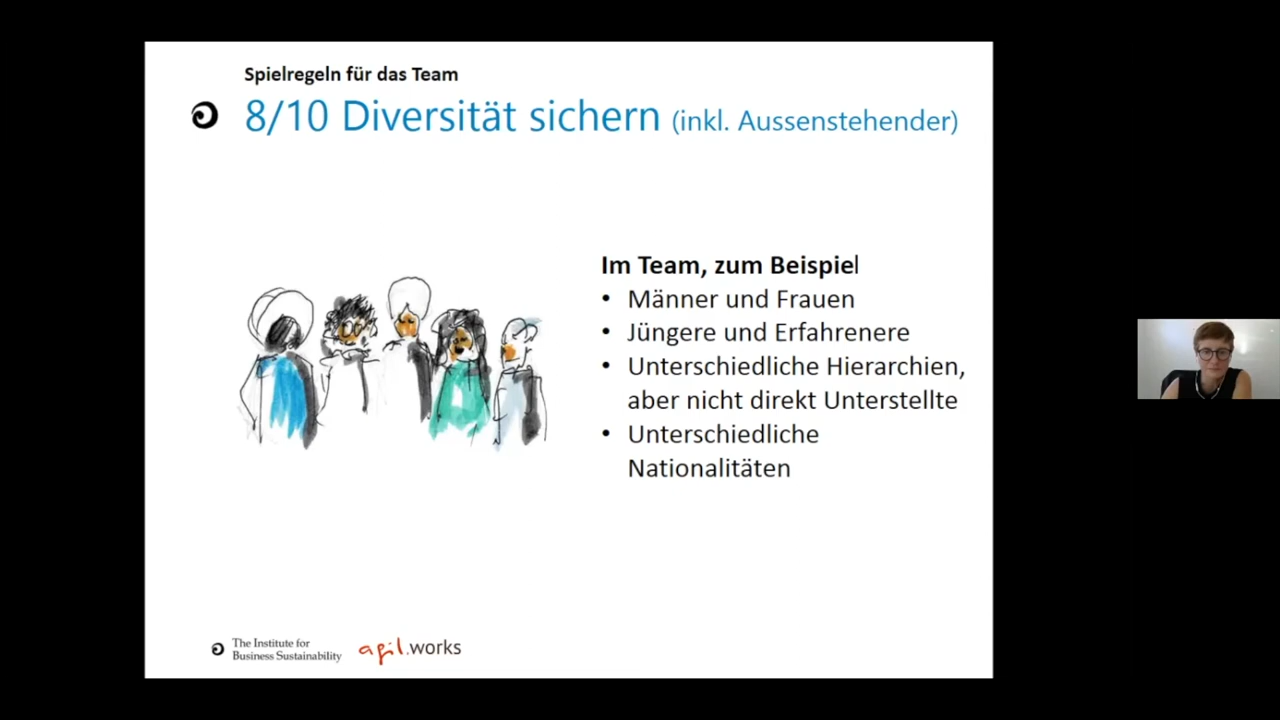 Spielregeln für das Team
8/10 Diversität sichern (inkl. Aussenstehender)
Im Team, zum Beispiel
• Männer und Frauen
• Jüngere und Erfahrenere
• Unterschiedliche Hierarchien,
aber nicht direkt Unterstellte
• Unterschiedliche
Nationalitäten
The Institute for
Business Sustainability
agil.works